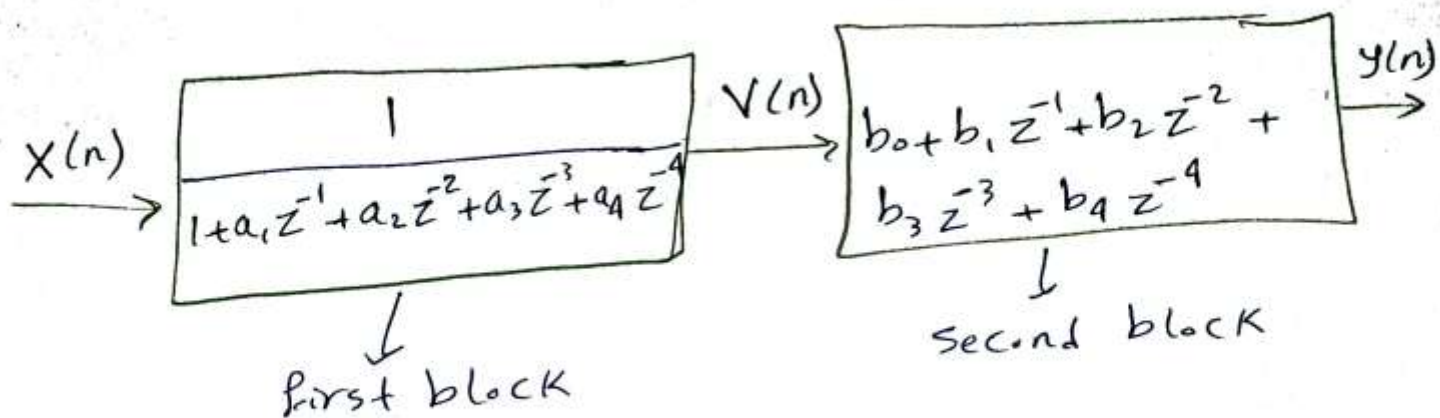 X(n)
1
1+a₁z⁻¹+a₂z⁻²+a₃z⁻³+a₄z⁻⁴
V(n)
b₀+b₁z⁻¹+b₂z⁻²+
b₃z⁻³+b₄z⁻⁴
y(n)
first block
second block